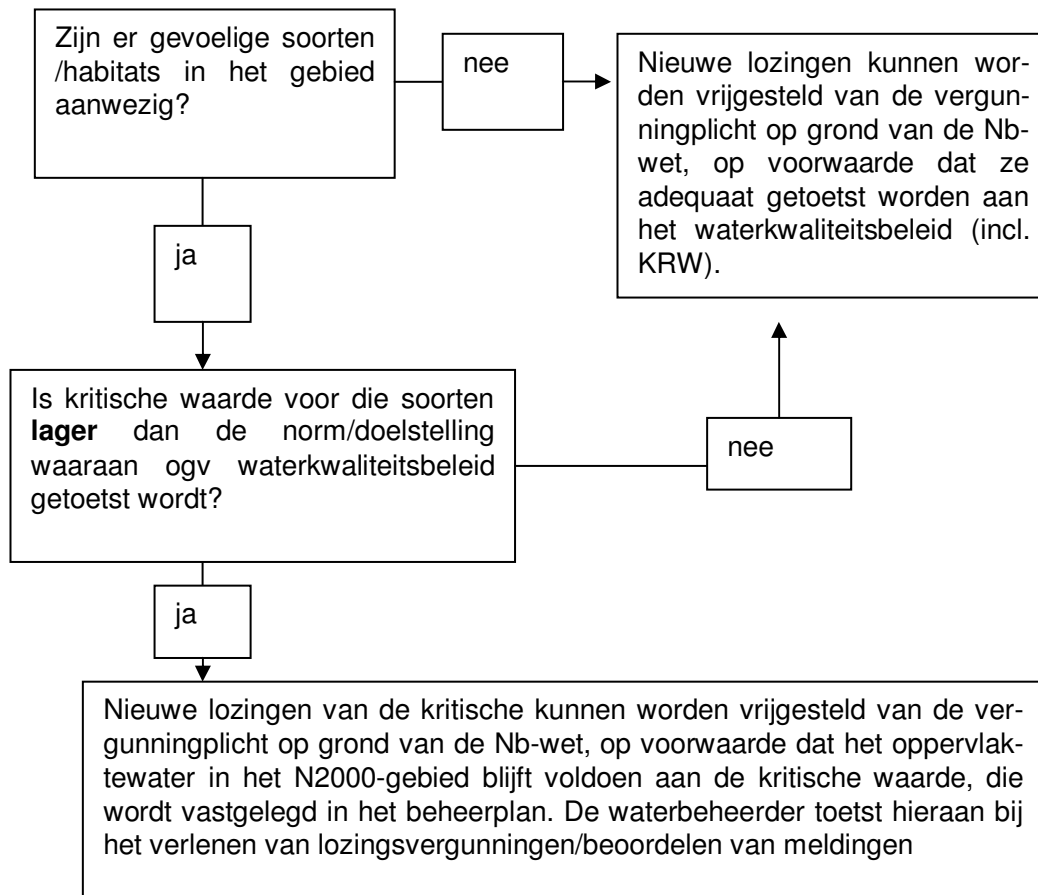 Zijn er gevoelige soorten
/habitats in het gebied
aanwezig?
nee
Nieuwe lozingen kunnen wor-
den vrijgesteld van de vergun-
ningplicht op grond van de Nb-
wet, op voorwaarde dat ze
adequaat getoetst worden aan
het waterkwaliteitsbeleid (incl.
KRW).
ja
Is kritische waarde voor die soorten
lager dan de norm/doelstelling
waaraan ogv waterkwaliteitsbeleid
getoetst wordt?
nee
ja
Nieuwe lozingen van de kritische kunnen worden vrijgesteld van de ver-
gunningplicht op grond van de Nb-wet, op voorwaarde dat het oppervlak-
tewater in het N2000-gebied blijft voldoen aan de kritische waarde, die
wordt vastgelegd in het beheerplan. De waterbeheerder toetst hieraan bij
het verlenen van lozingsvergunningen/beoordelen van meldingen